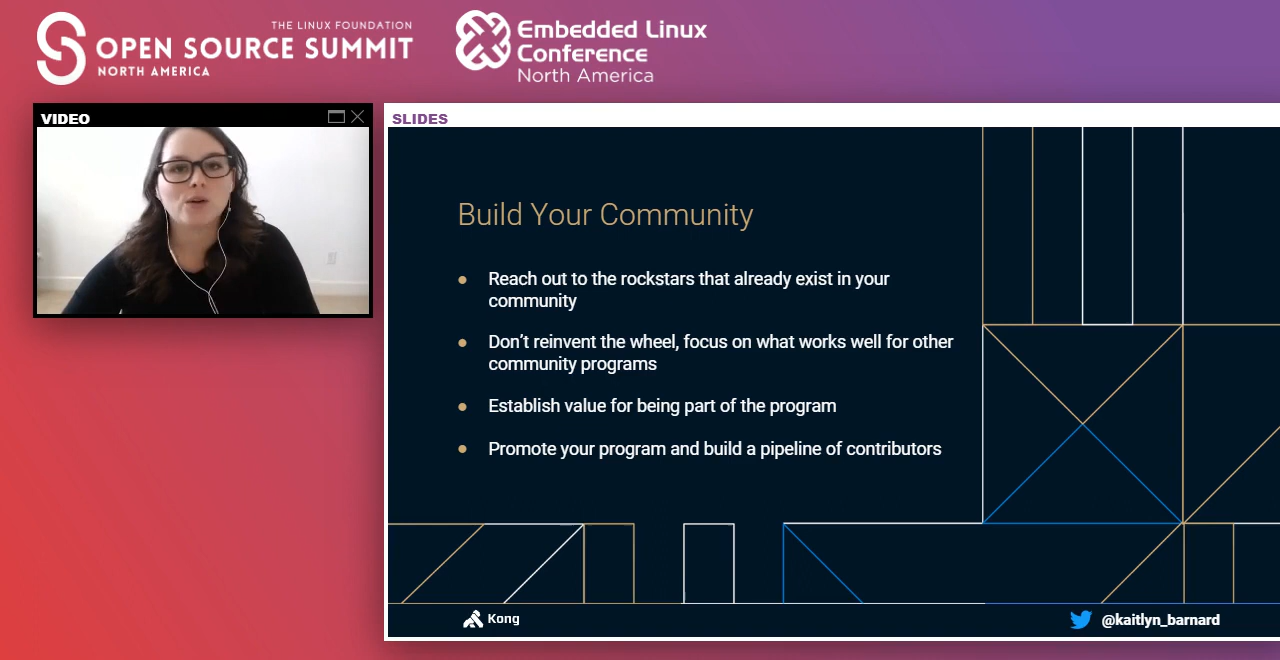 THE LINUX FOUNDATION
OPEN SOURCE SUMMIT
NORTH AMERICA
Embedded Linux
Conference
North America
VIDEO
SLIDES
Build Your Community
● Reach out to the rockstars that already exist in your
community
● Don’t reinvent the wheel, focus on what works well for other
community programs
● Establish value for being part of the program
● Promote your program and build a pipeline of contributors
Kong
@kaitlyn_barnard